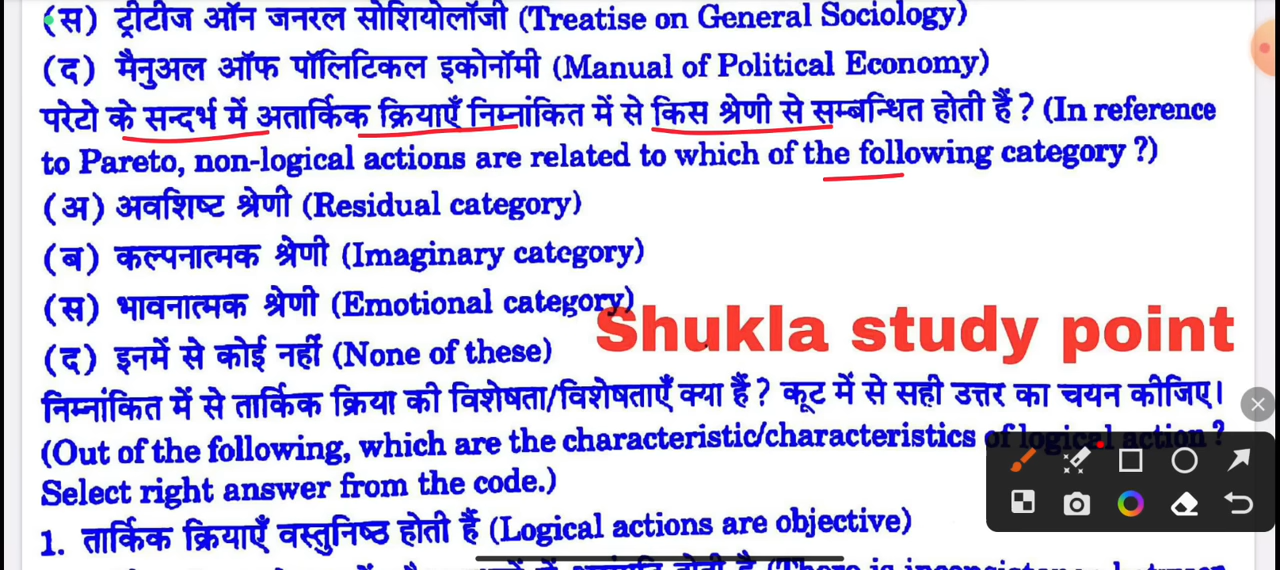 (स) ट्रीटीज ऑन जनरल सोशियोलॉजी (Treatise on General Sociology)
(द) मैनुअल ऑफ पॉलिटिकल इकोनॉमी (Manual of Political Economy)
परेटो के सन्दर्भ में अतार्किक क्रियाएँ निम्नांकित में से किस श्रेणी से सम्बन्धित होती हैं ? (In reference
to Pareto, non-logical actions are related to which of the following category ?)
(अ) अवशिष्ट श्रेणी (Residual category)
(ब) कल्पनात्मक श्रेणी (Imaginary category)
(स) भावनात्मक श्रेणी (Emotional category)
Shukla study point
(द) इनमें से कोई नहीं (None of these)
निम्नांकित में से तार्किक क्रिया की विशेषता/विशेषताएँ क्या हैं ? कूट में से सही उत्तर का चयन कीजिए।
(Out of the following, which are the characteristic/characteristics of logical action ?
Select right answer from the code.)
1. तार्किक क्रियाएँ वस्तुनिष्ठ होती हैं (Logical actions are objective)